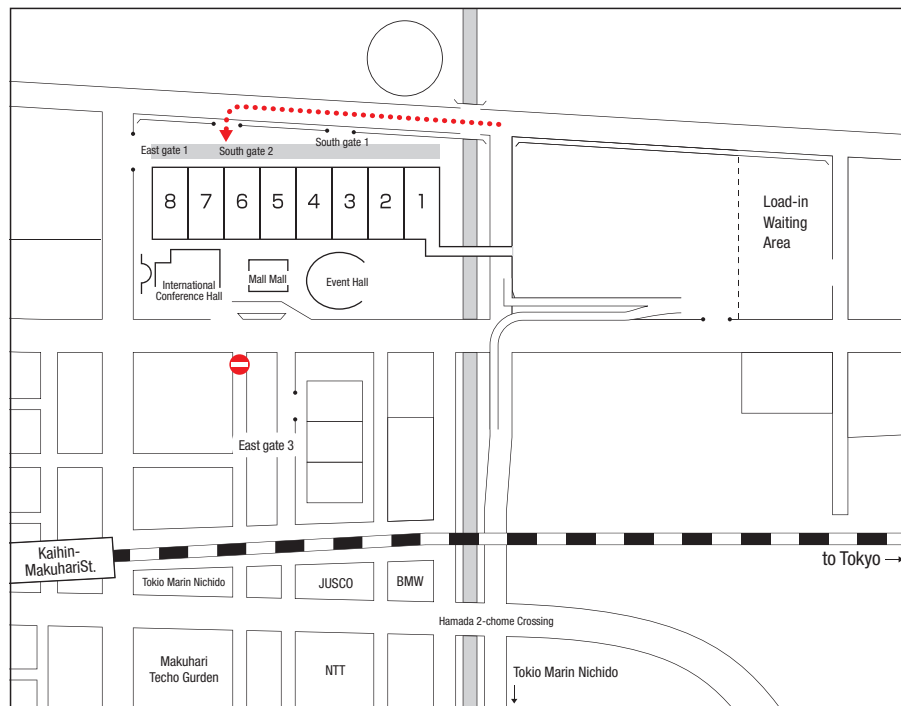 East gate 1
South gate 2
South gate 1
8 7 6 5 4 3 2 1
Load-in
Waiting
Area
International
Conference Hall
Mall Mall
Event Hall
East gate 3
Kaihin-
MakuhariSt.
to Tokyo
Tokio Marin Nichido
JUSCO
BMW
Hamada 2-chome Crossing
Makuhari
Techo Gurden
NTT
Tokio Marin Nichido